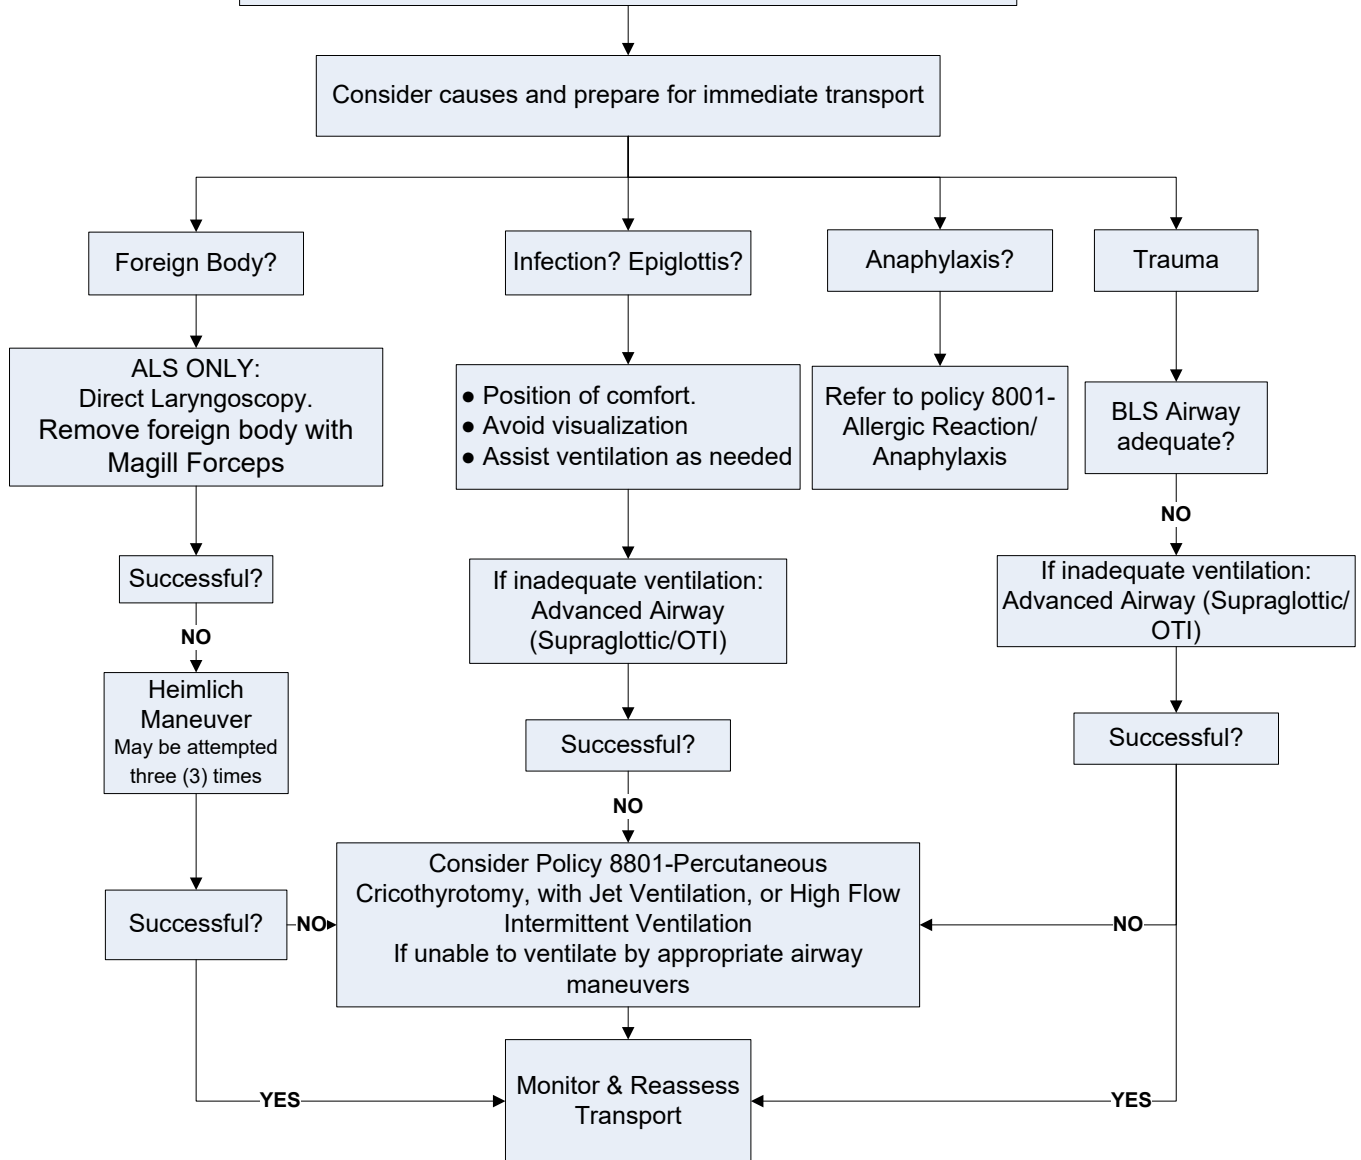 Consider causes and prepare for immediate transport
Foreign Body?
Infection? Epiglottis?
Anaphylaxis?
Trauma
ALS ONLY:
Direct Laryngoscopy.
Remove foreign body with
Magill Forceps
● Position of comfort.
● Avoid visualization
● Assist ventilation as needed
Refer to policy 8001-
Allergic Reaction/
Anaphylaxis
BLS Airway
adequate?
NO
Successful?
NO
If inadequate ventilation:
Advanced Airway
(Supraglottic/OTI)
If inadequate ventilation:
Advanced Airway (Supraglottic/
OTI)
Heimlich
Maneuver
May be attempted
three (3) times
Successful?
NO
Successful?
Successful?
NO
Consider Policy 8801-Percutaneous
Cricothyrotomy, with Jet Ventilation, or High Flow
Intermittent Ventilation
If unable to ventilate by appropriate airway
maneuvers
NO
YES
Monitor & Reassess
Transport
YES